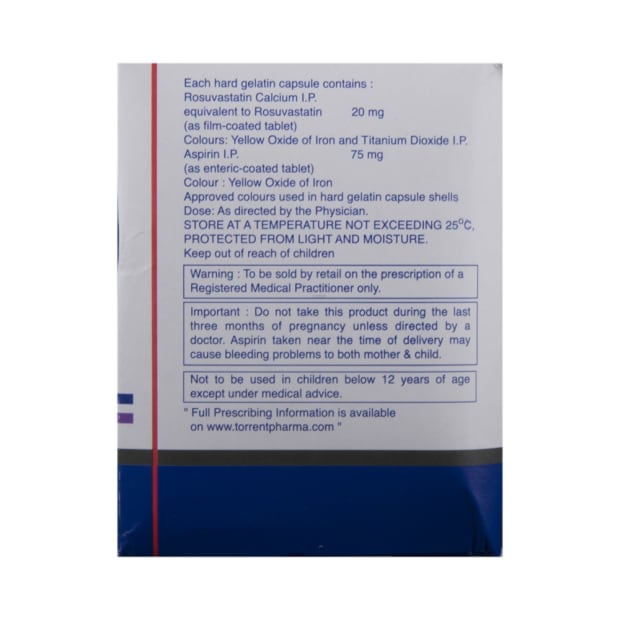 Each hard gelatin capsule contains :
Rosuvastatin Calcium I.P.
equivalent to Rosuvastatin 20 mg
(as film-coated tablet)
Colours: Yellow Oxide of Iron and Titanium Dioxide I.P.
Aspirin I.P. 75 mg
(as enteric-coated tablet)
Colour : Yellow Oxide of Iron
Approved colours used in hard gelatin capsule shells
Dose: As directed by the Physician.
STORE AT A TEMPERATURE NOT EXCEEDING 25⁰C,
PROTECTED FROM LIGHT AND MOISTURE.
Keep out of reach of children
Warning : To be sold by retail on the prescription of a
Registered Medical Practitioner only.
Important : Do not take this product during the last
three months of pregnancy unless directed by a
doctor. Aspirin taken near the time of delivery may
cause bleeding problems to both mother & child.
Not to be used in children below 12 years of age
except under medical advice.
" Full Prescribing Information is available
on www.torrentpharma.com "